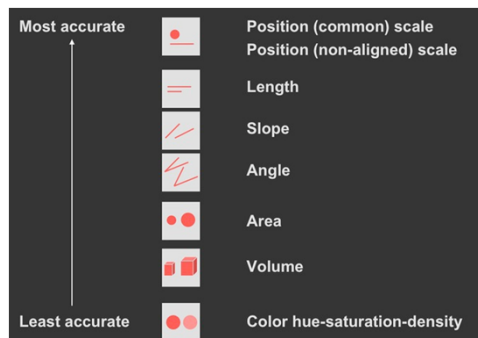 Most accurate
Position (common) scale
Position (non-aligned) scale
Length
Slope
Angle
Area
Volume
Least accurate
Color hue-saturation-density